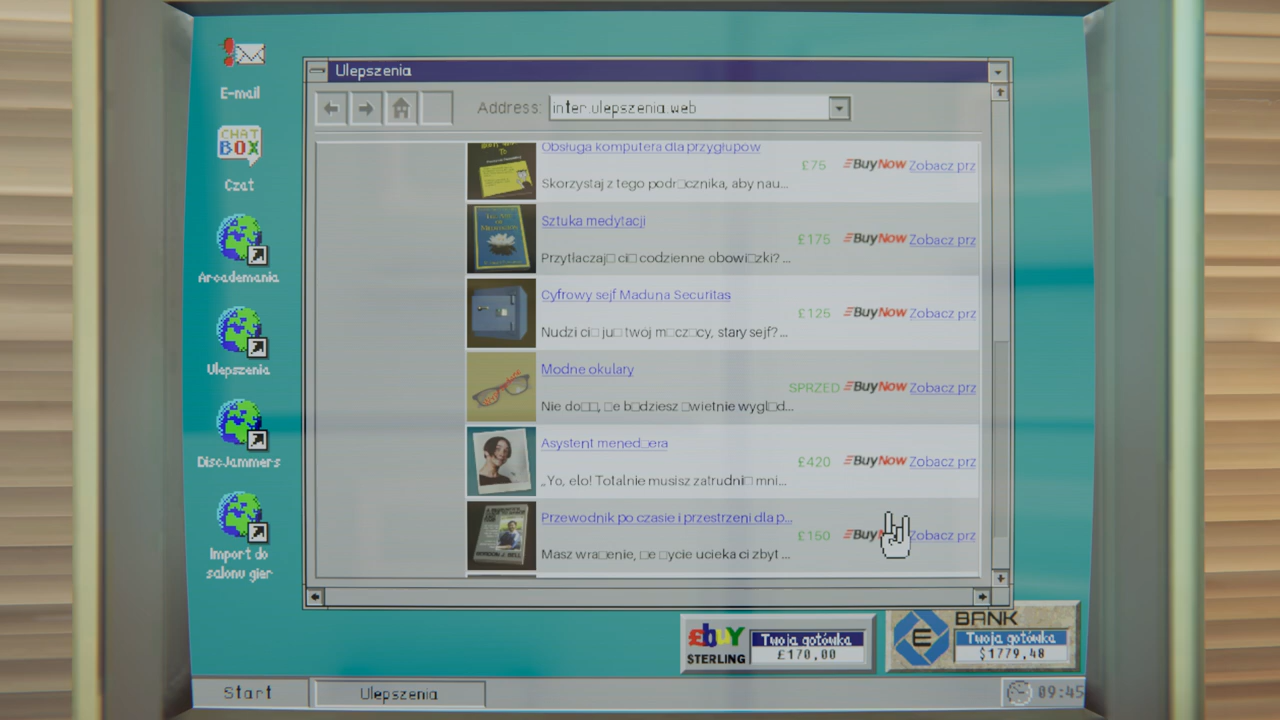 E-mail
CHAT
BOX
Czat
Arcademania
Ulepszenia
DiscJammers
Import do
salonu gier
Ulepszenia
Address: inter.ulepszenia.web
Obsługa komputera dla przygłupów
£75 BuyNow Zobacz prz
Skorzystaj z tego podr□cznika, aby nau...
Sztuka medytacji
£175 BuyNow Zobacz prz
Przytłaczaj□ ci□ codzienne obowi□zki? ...
Cyfrowy sejf Maduna Securitas
£125 BuyNow Zobacz prz
Nudzi ci□ ju□ twój m□cz□cy, stary sejf? ...
Modne okulary
SPRZED BuyNow Zobacz prz
Nie do□□, □e b□dziesz □wietnie wygl□d...
Asystent mened□era
£420 BuyNow Zobacz prz
„Yo, elo! Totalnie musisz zatrudni□ mni...
Przewodnik po czasie i przestrzeni dla p...
£150 Buy Zobacz prz
Masz wra□enie, □e □ycie ucieka ci zbyt ...
ebuY
STERLING
Twoja gotówka
£170,00
E
BANK
Twoja gotówka
$1779,48
Start
Ulepszenia
09:45